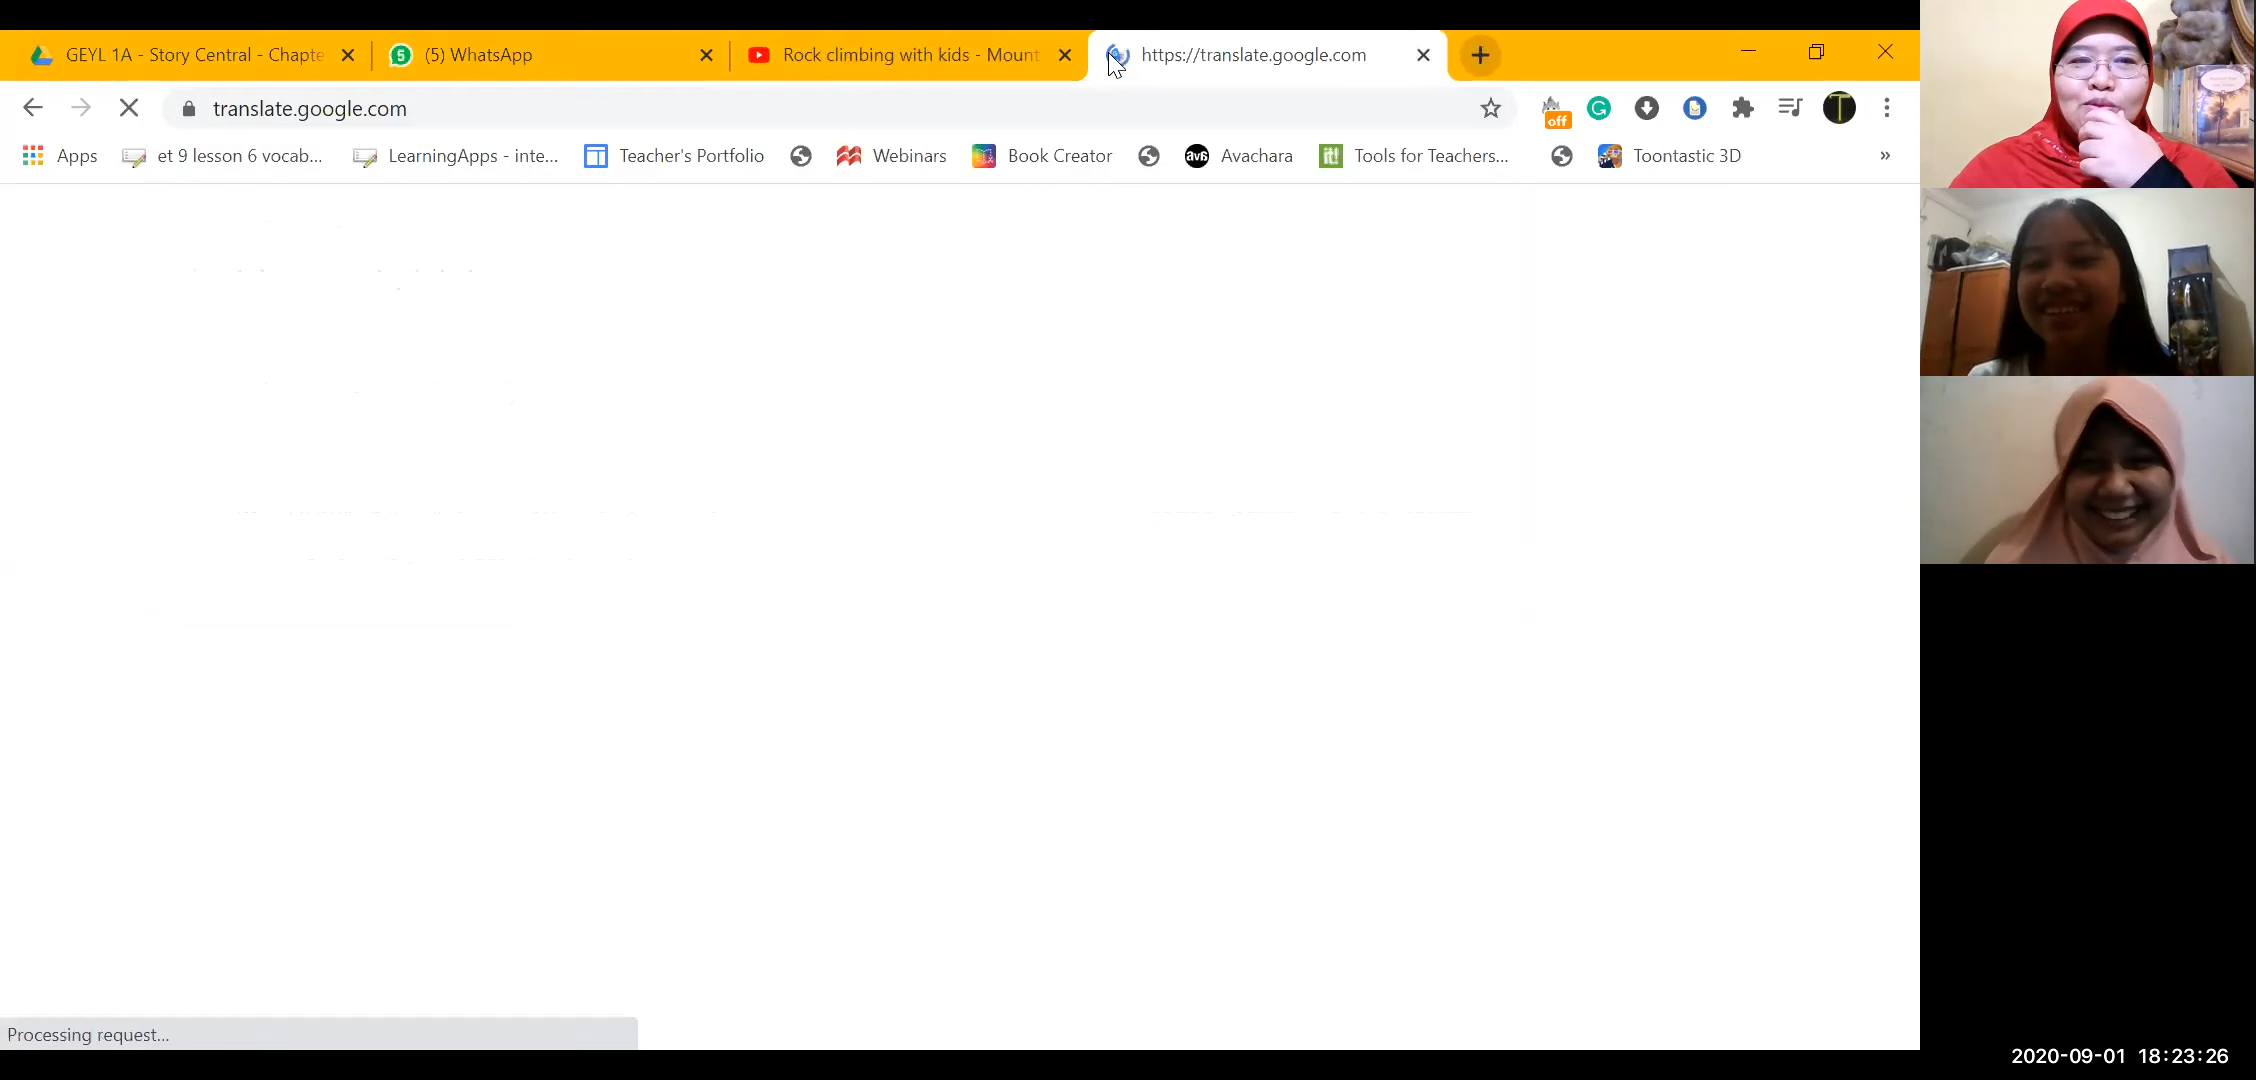 GEYL 1A - Story Central - Chapte
(5) WhatsApp
Rock climbing with kids - Mount
https://translate.google.com
translate.google.com
off
Apps
et 9 lesson 6 vocab...
LearningApps - inte...
Teacher's Portfolio
Webinars
Book Creator
Avachara
Tools for Teachers...
Toontastic 3D
»
Processing request...
2020-09-01 18:23:26